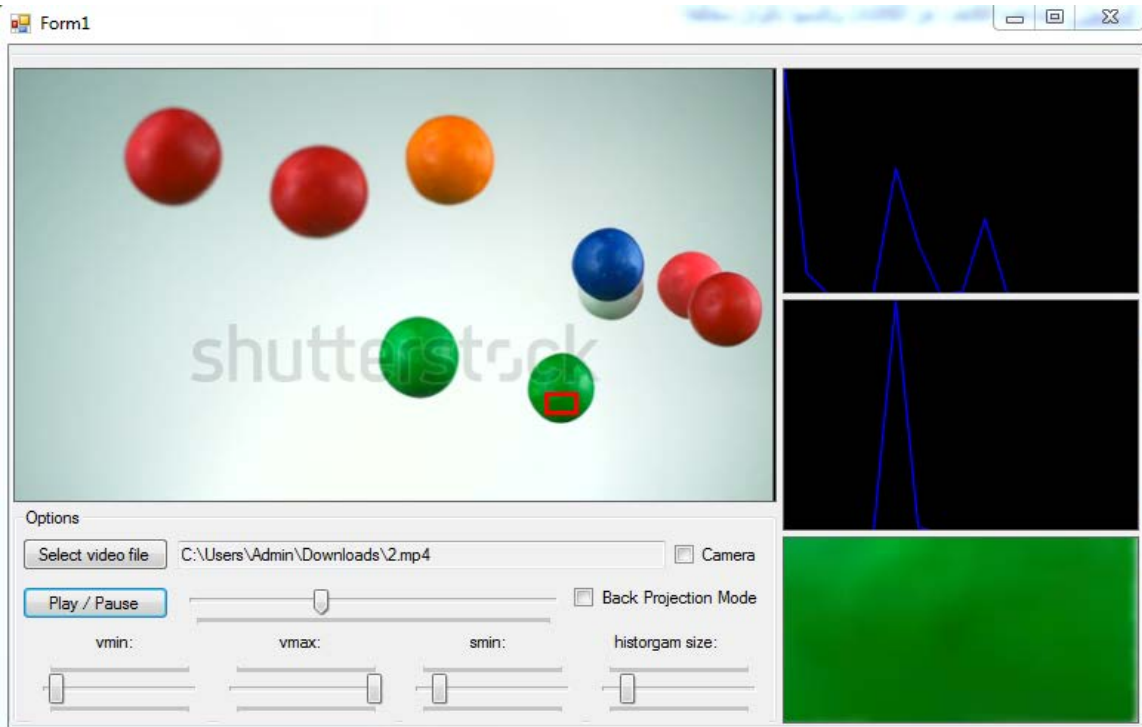 Form1
shutterstock
Options
Select video file C:\Users\Admin\Downloads\2.mp4 Camera
Play / Pause Back Projection Mode
vmin: vmax: smin: historgam size: